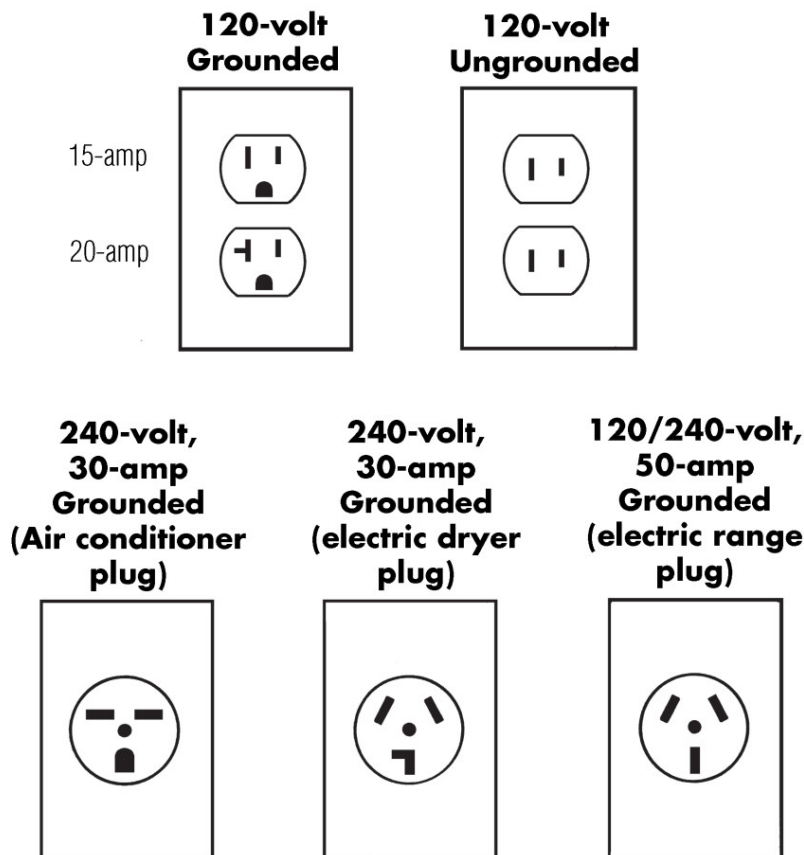 120-volt
Grounded
120-volt
Ungrounded
15-amp
20-amp
240-volt,
30-amp
Grounded
(Air conditioner
plug)
240-volt,
30-amp
Grounded
(electric dryer
plug)
120/240-volt,
50-amp
Grounded
(electric range
plug)